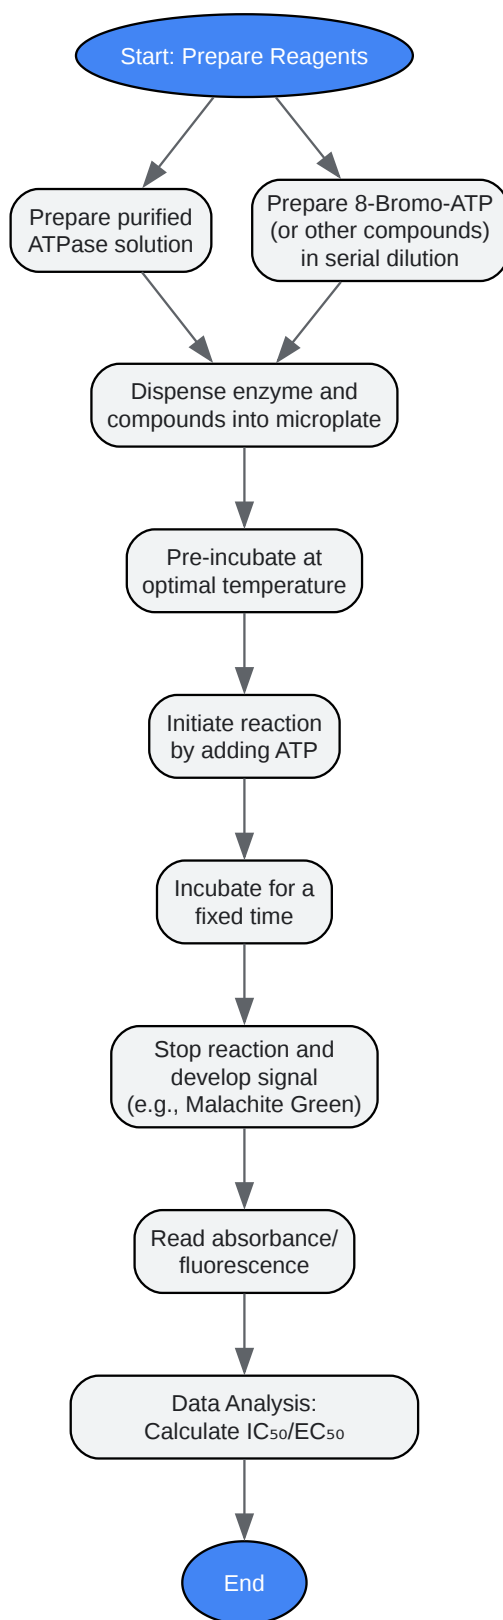 Start: Prepare Reagents
Prepare purified
ATPase solution
Prepare 8-Bromo-ATP
(or other compounds)
in serial dilution
Dispense enzyme and
compounds into microplate
Pre-incubate at
optimal temperature
Initiate reaction
by adding ATP
Incubate for a
fixed time
Stop reaction and
develop signal
(e.g., Malachite Green)
Read absorbance/
fluorescence
Data Analysis:
Calculate IC₅₀/EC₅₀
End